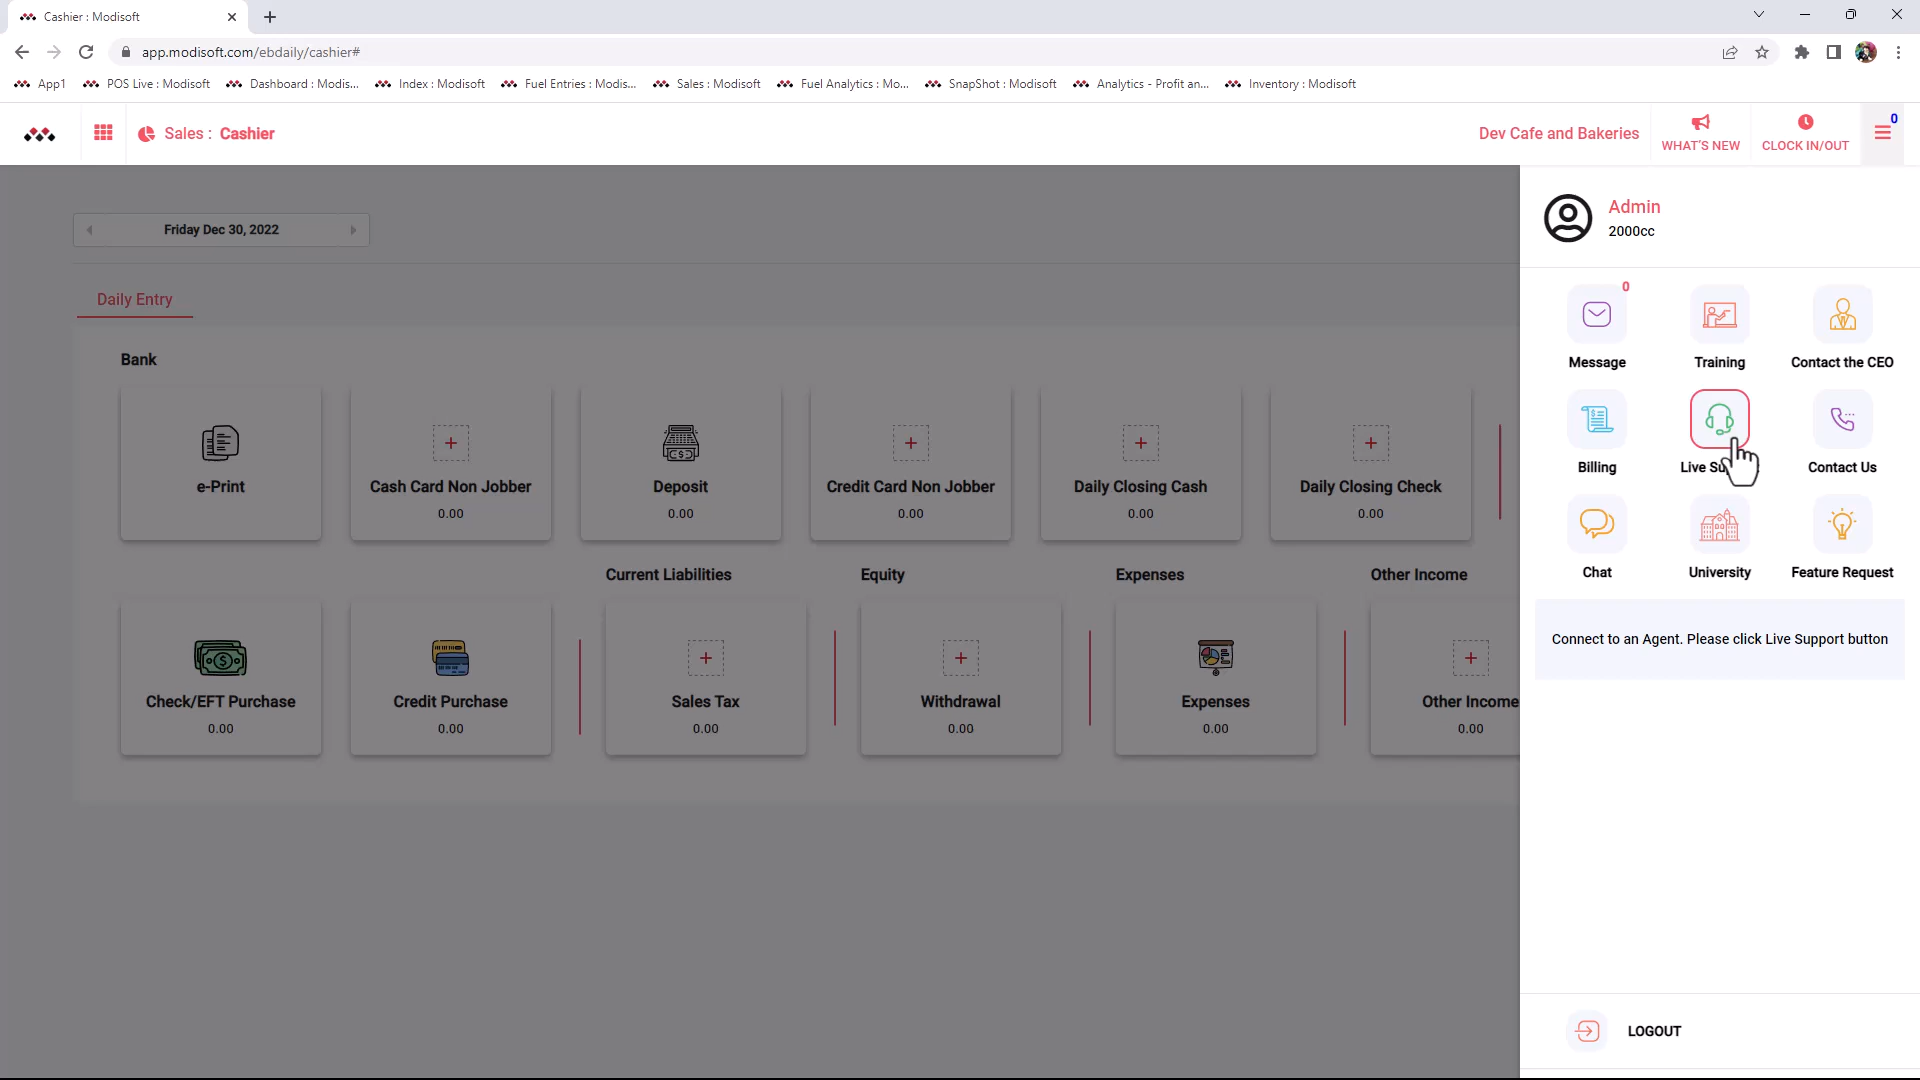 Cashier : Modisoft
app.modisoft.com/ebdaily/cashier#
App1 POS Live : Modisoft Dashboard : Modis... Index : Modisoft Fuel Entries : Modis... Sales : Modisoft Fuel Analytics : Mo... SnapShot : Modisoft Analytics - Profit an... Inventory : Modisoft
Sales : Cashier
Dev Cafe and Bakeries
WHAT'S NEW
CLOCK IN/OUT
0
Friday Dec 30, 2022
Daily Entry
Bank
e-Print
Cash Card Non Jobber
0.00
Deposit
0.00
Credit Card Non Jobber
0.00
Daily Closing Cash
0.00
Daily Closing Check
0.00
Current Liabilities
Equity
Expenses
Other Income
Check/EFT Purchase
0.00
Credit Purchase
0.00
Sales Tax
0.00
Withdrawal
0.00
Expenses
0.00
Other Income
0.00
Admin
2000cc
0
Message
Training
Contact the CEO
Billing
Live Su
Contact Us
Chat
University
Feature Request
Connect to an Agent. Please click Live Support button
LOGOUT